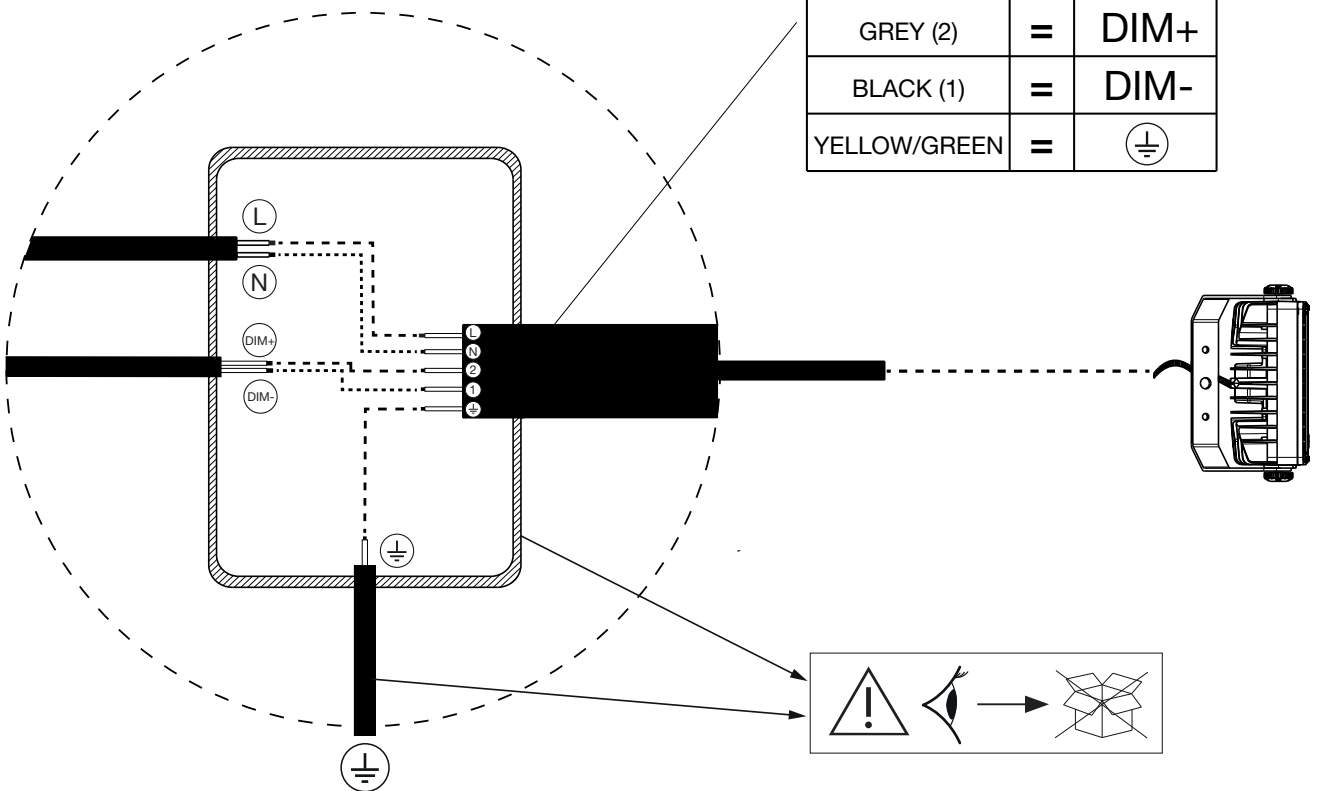 GREY (2) = DIM+
BLACK (1) = DIM-
YELLOW/GREEN =
L
N
DIM+
DIM-
L
N
2
1